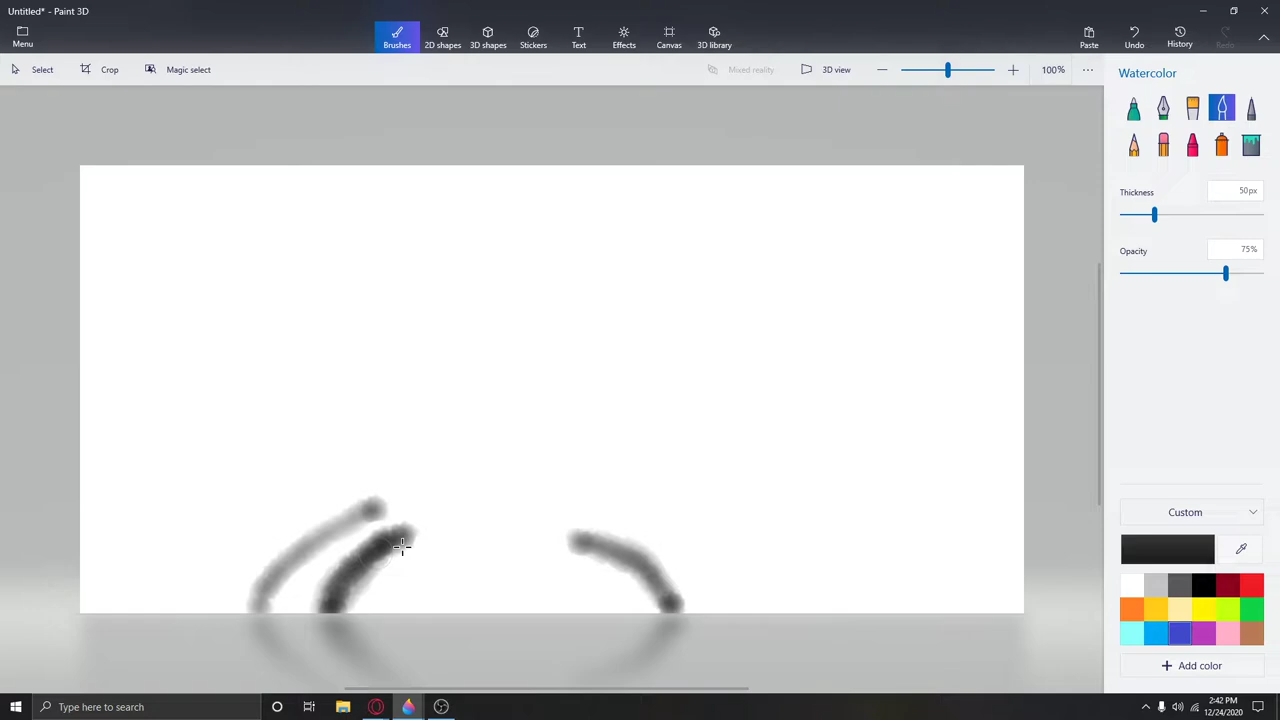 Untitled* - Paint 3D
Menu
Brushes
2D shapes
3D shapes
Stickers
Text
Effects
Canvas
3D library
Paste
Undo
History
Redo
Select
Crop
Magic select
Mixed reality
3D view
100%
Watercolor
Thickness
50px
Opacity
75%
Custom
Add color
Type here to search
2:42 PM
12/24/2020